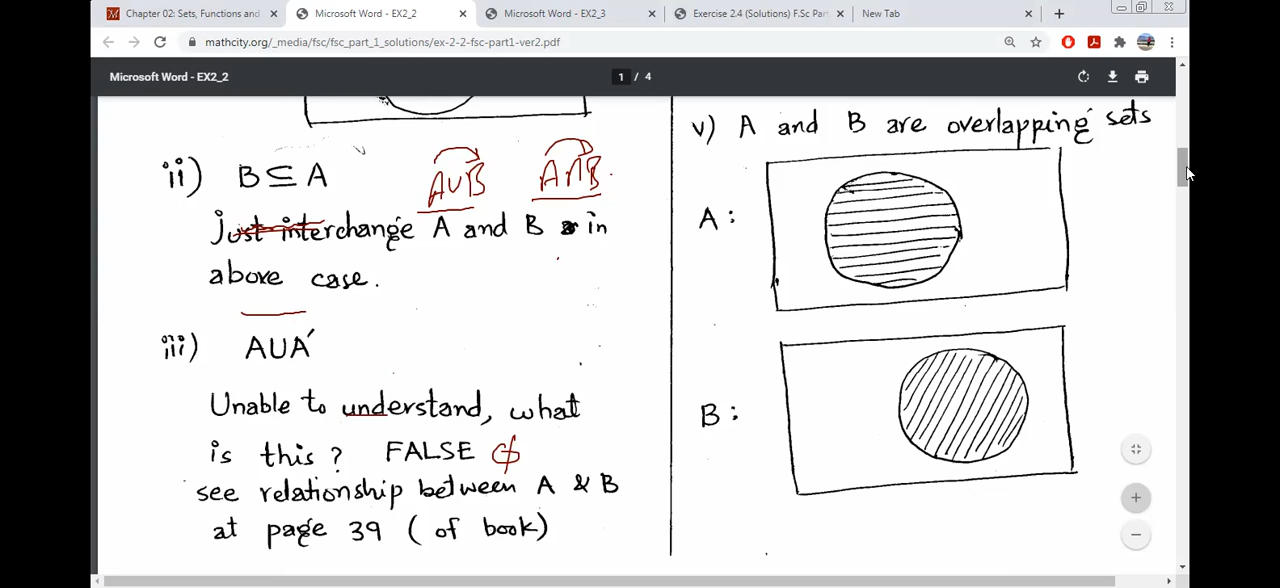 Chapter 02: Sets, Functions and
Microsoft Word - EX2_2
Microsoft Word - EX2_3
Exercise 2.4 (Solutions) F.Sc Par
New Tab
mathcity.org/_media/fsc/fsc_part_1_solutions/ex-2-2-fsc-part1-ver2.pdf
Microsoft Word - EX2_2
1 / 4
ii) B⊆A A∪B A∩B
just interchange A and B in
above case.
iii) A∪A′
Unable to understand, what
is this? FALSE ϕ
see relationship between A & B
at page 39 (of book)
v) A and B are overlapping sets
A:
B: